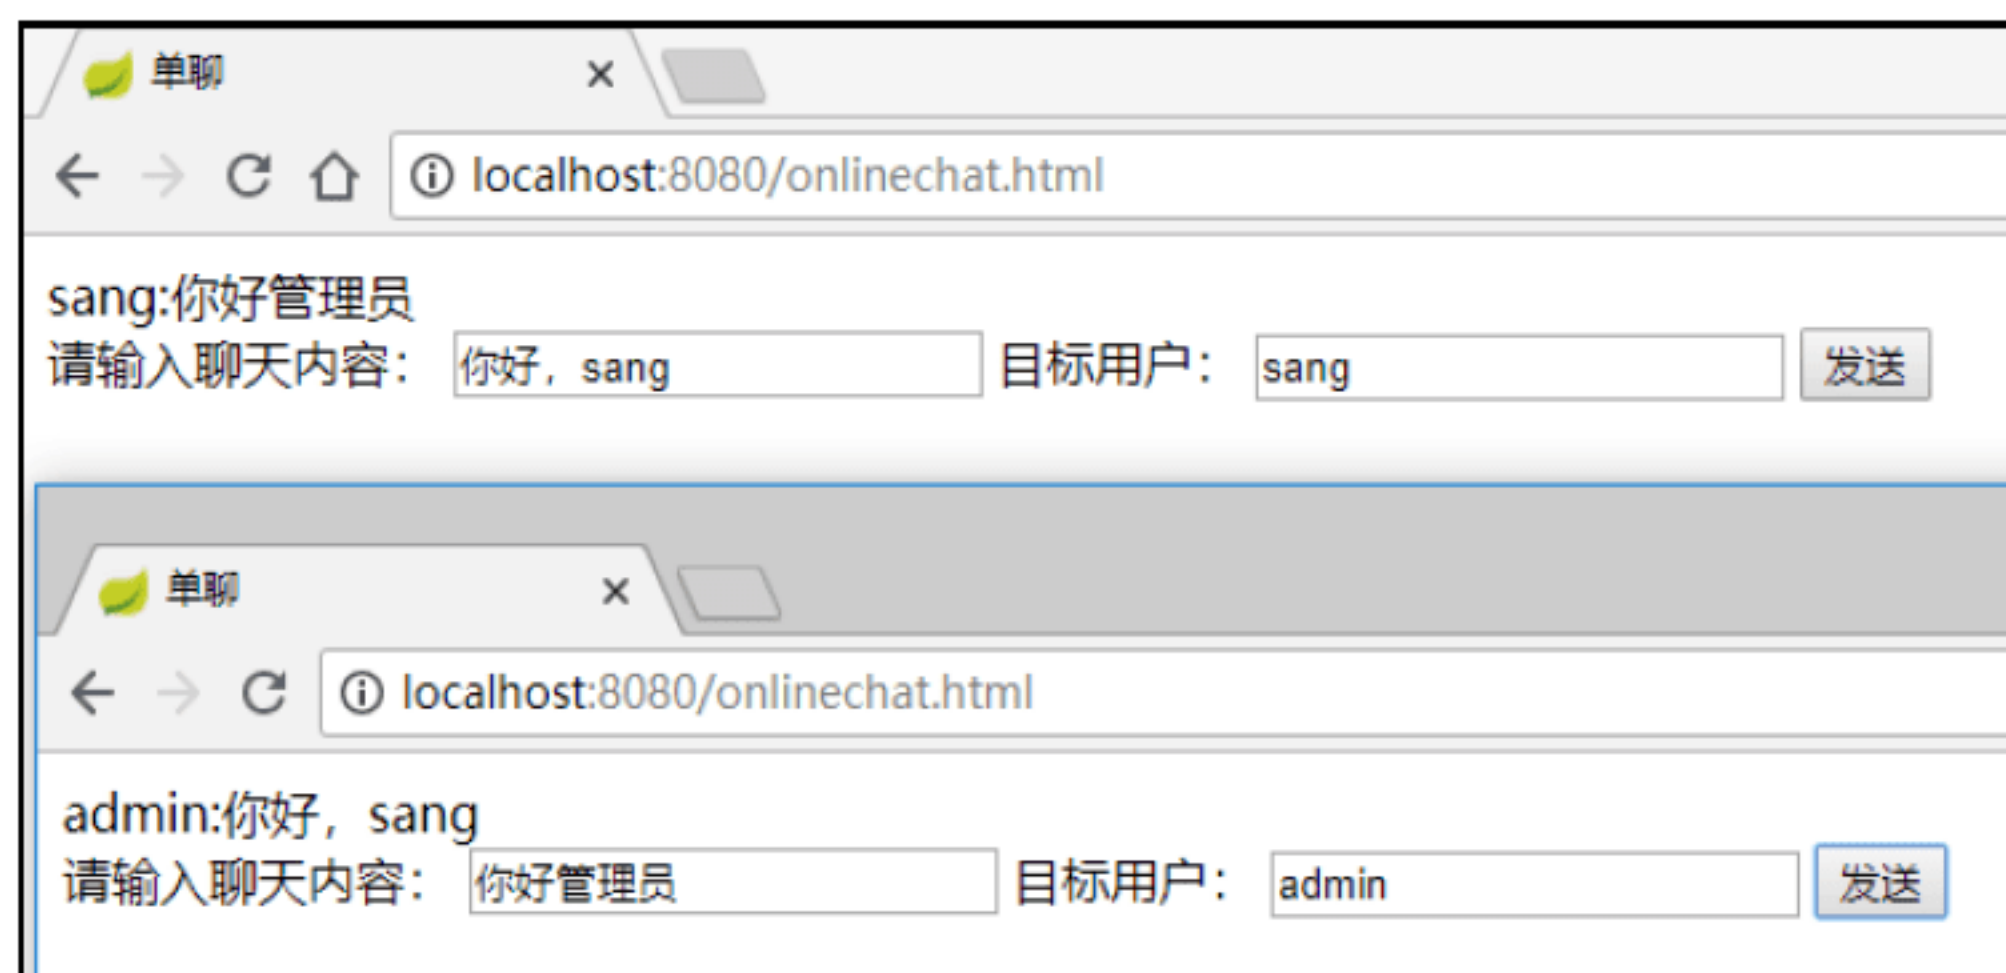 单聊
localhost:8080/onlinechat.html
sang:你好管理员
请输入聊天内容： 你好，sang 目标用户： sang 发送
单聊
localhost:8080/onlinechat.html
admin:你好，sang
请输入聊天内容： 你好管理员 目标用户： admin 发送